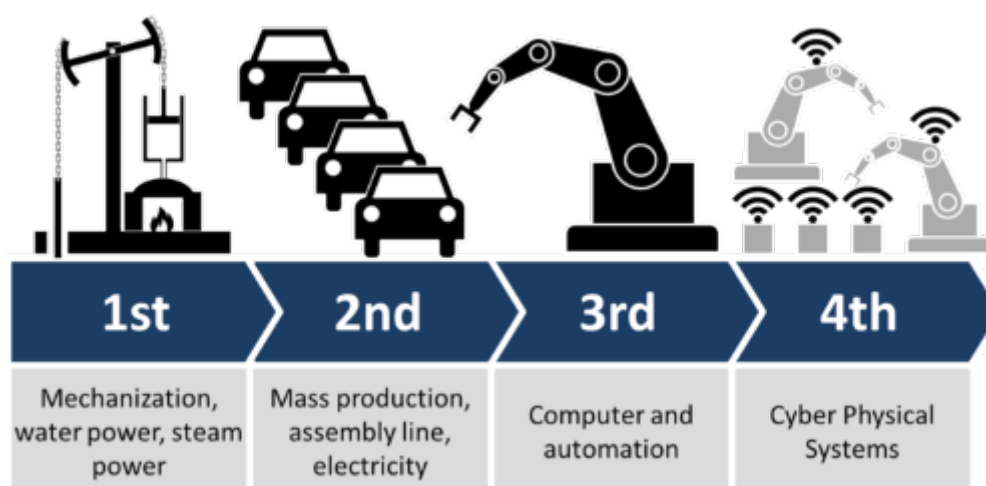 1st
2nd
3rd
4th
Mechanization,
water power, steam
power
Mass production,
assembly line,
electricity
Computer and
automation
Cyber Physical
Systems